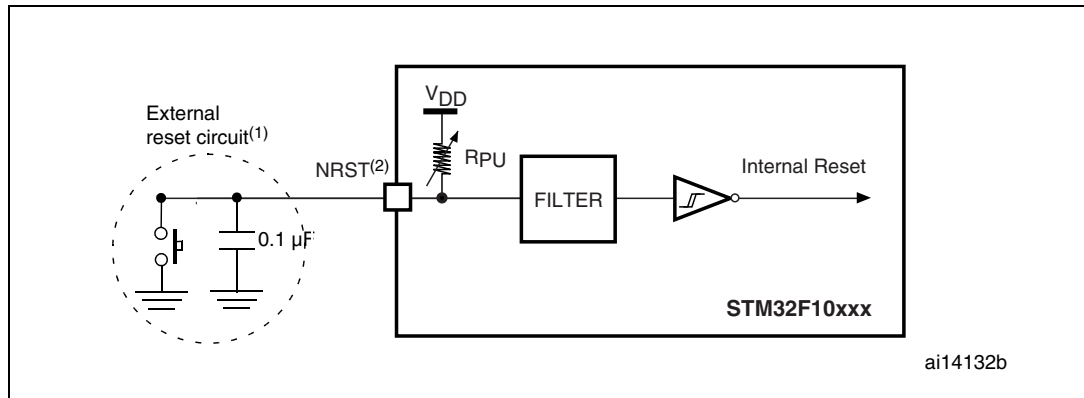 External
reset circuit(1)
VDD
NRST(2)
RPU
FILTER
Internal Reset
0.1 µF
STM32F10xxx
ai14132b